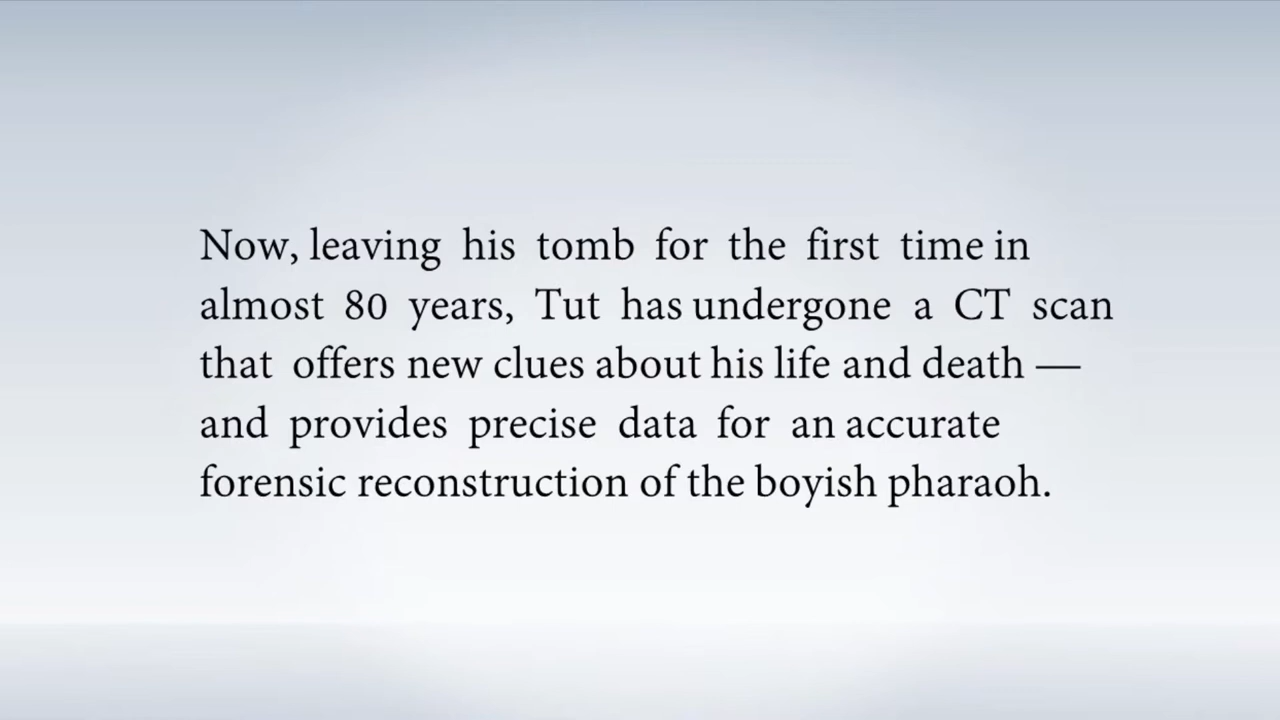 Now, leaving his tomb for the first time in
almost 80 years, Tut has undergone a CT scan
that offers new clues about his life and death —
and provides precise data for an accurate
forensic reconstruction of the boyish pharaoh.